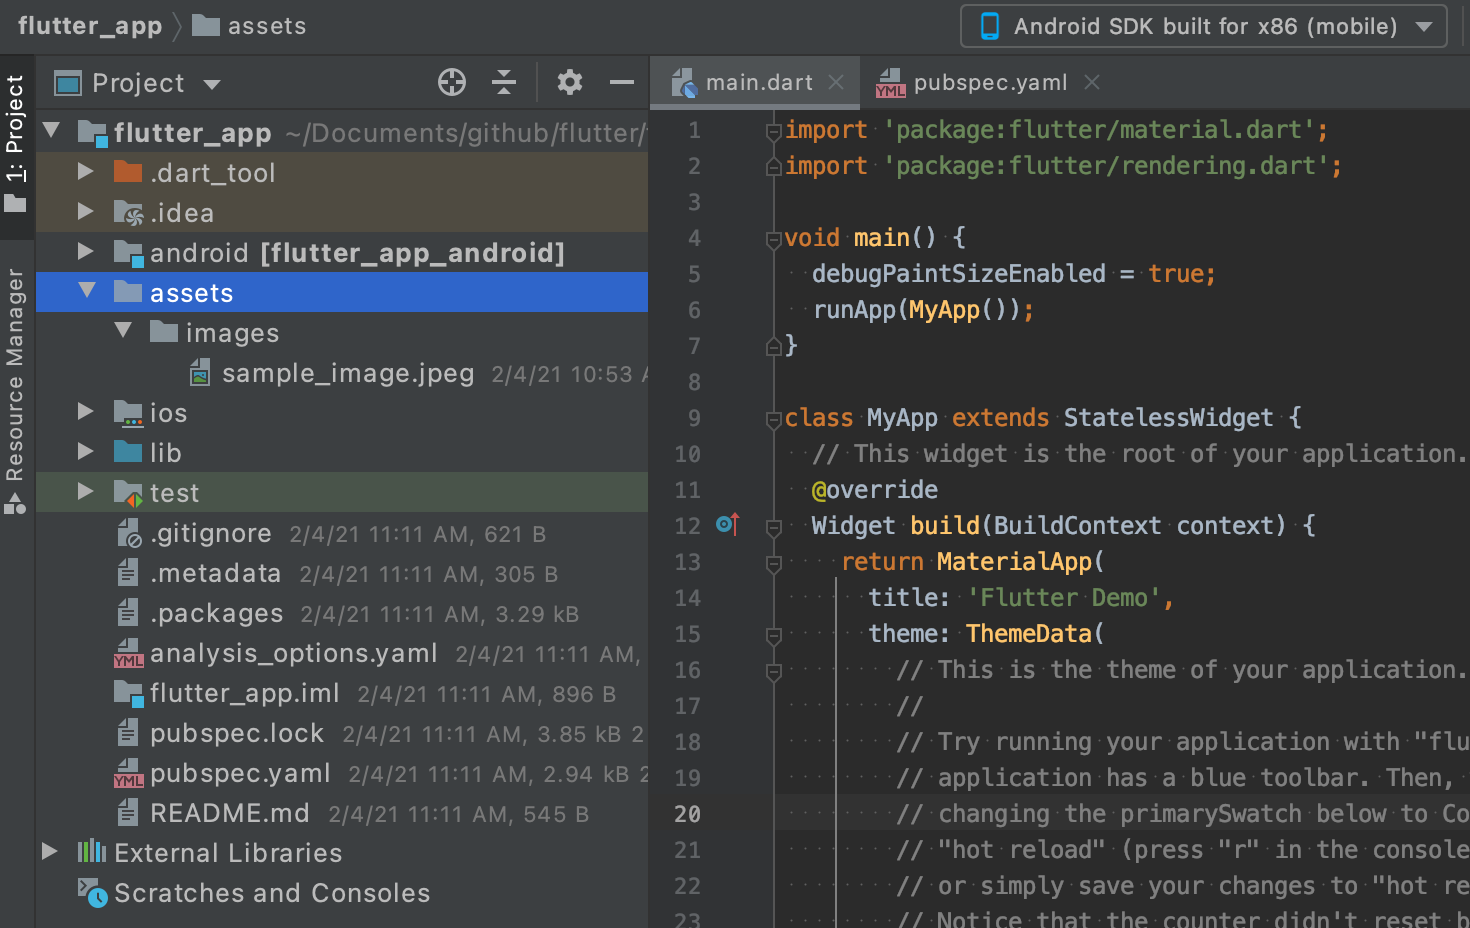 flutter_app
assets
Android SDK built for x86 (mobile)
1: Project
Resource Manager
Project
flutter_app ~/Documents/github/flutter/
.dart_tool
.idea
android [flutter_app_android]
assets
images
sample_image.jpeg 2/4/21 10:53
ios
lib
test
.gitignore 2/4/21 11:11 AM, 621 B
.metadata 2/4/21 11:11 AM, 305 B
.packages 2/4/21 11:11 AM, 3.29 kB
YML analysis_options.yaml 2/4/21 11:11 AM,
flutter_app.iml 2/4/21 11:11 AM, 896 B
pubspec.lock 2/4/21 11:11 AM, 3.85 kB 2
YML pubspec.yaml 2/4/21 11:11 AM, 2.94 kB 2
README.md 2/4/21 11:11 AM, 545 B
External Libraries
Scratches and Consoles
main.dart
YML pubspec.yaml
1 import 'package:flutter/material.dart';
2 import 'package:flutter/rendering.dart';
3
4 void main() {
5 debugPaintSizeEnabled = true;
6 runApp(MyApp());
7 }
8
9 class MyApp extends StatelessWidget {
10 // This widget is the root of your application.
11 @override
12 Widget build(BuildContext context) {
13 return MaterialApp(
14 title: 'Flutter Demo',
15 theme: ThemeData(
16 // This is the theme of your application.
17 //
18 // Try running your application with "flu
19 // application has a blue toolbar. Then,
20 // changing the primarySwatch below to Co
21 // "hot reload" (press "r" in the console
22 // or simply save your changes to "hot re
23 // Notice that the counter didn't reset b